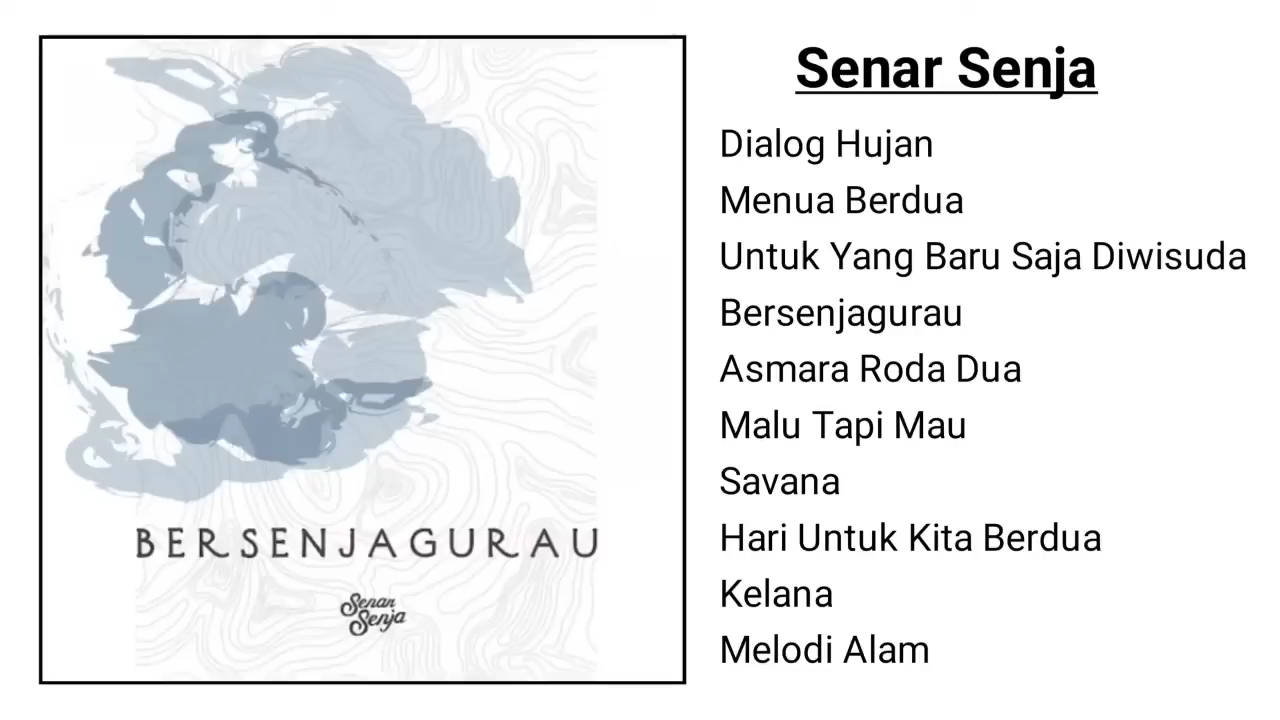 BERSENJAGURAU
Senar
Senja
Senar Senja
Dialog Hujan
Menua Berdua
Untuk Yang Baru Saja Diwisuda
Bersenjagurau
Asmara Roda Dua
Malu Tapi Mau
Savana
Hari Untuk Kita Berdua
Kelana
Melodi Alam